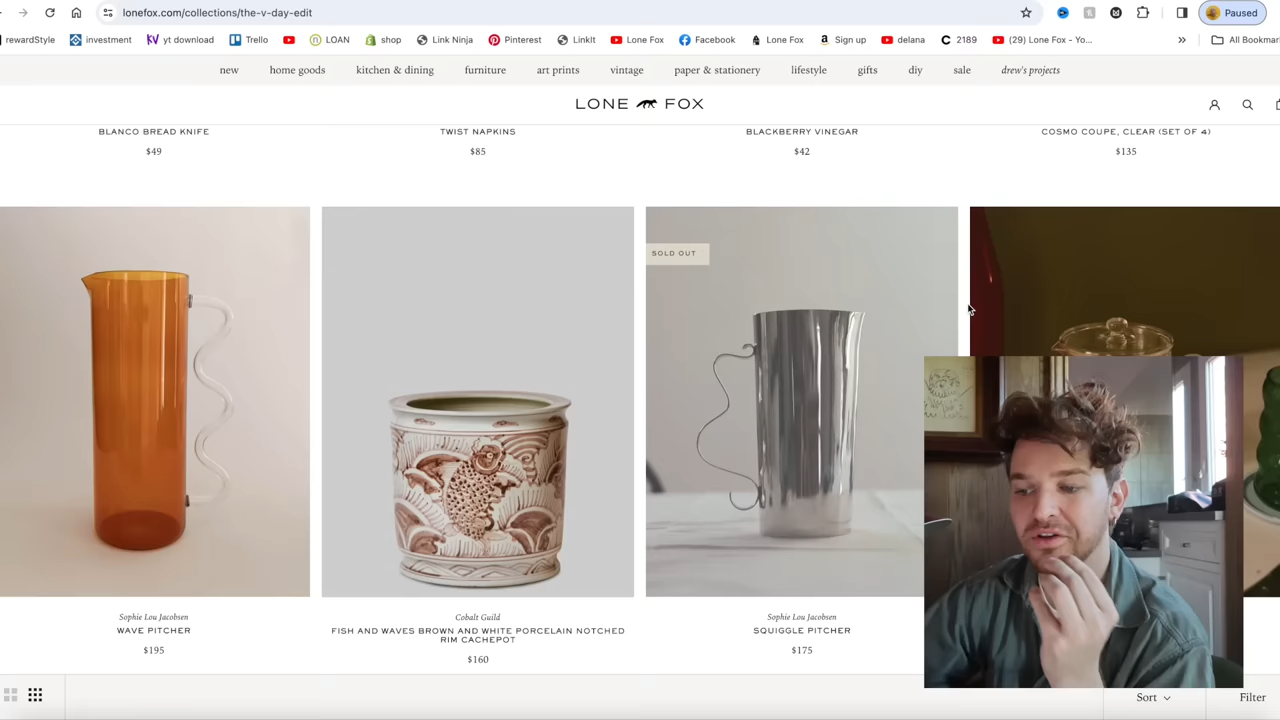 lonefox.com/collections/the-v-day-edit
Paused
rewardStyle
investment
yt download
Trello
LOAN
shop
Link Ninja
Pinterest
LinkIt
Lone Fox
Facebook
Lone Fox
Sign up
delana
2189
(29) Lone Fox - Yo...
»
All Bookmar
new
home goods
kitchen & dining
furniture
art prints
vintage
paper & stationery
lifestyle
gifts
diy
sale
drew's projects
LONE FOX
BLANCO BREAD KNIFE
$49
TWIST NAPKINS
$85
BLACKBERRY VINEGAR
$42
COSMO COUPE, CLEAR (SET OF 4)
$135
SOLD OUT
Sophie Lou Jacobsen
WAVE PITCHER
$195
Cobalt Guild
FISH AND WAVES BROWN AND WHITE PORCELAIN NOTCHED
RIM CACHEPOT
$160
Sophie Lou Jacobsen
SQUIGGLE PITCHER
$175
Sort
Filter